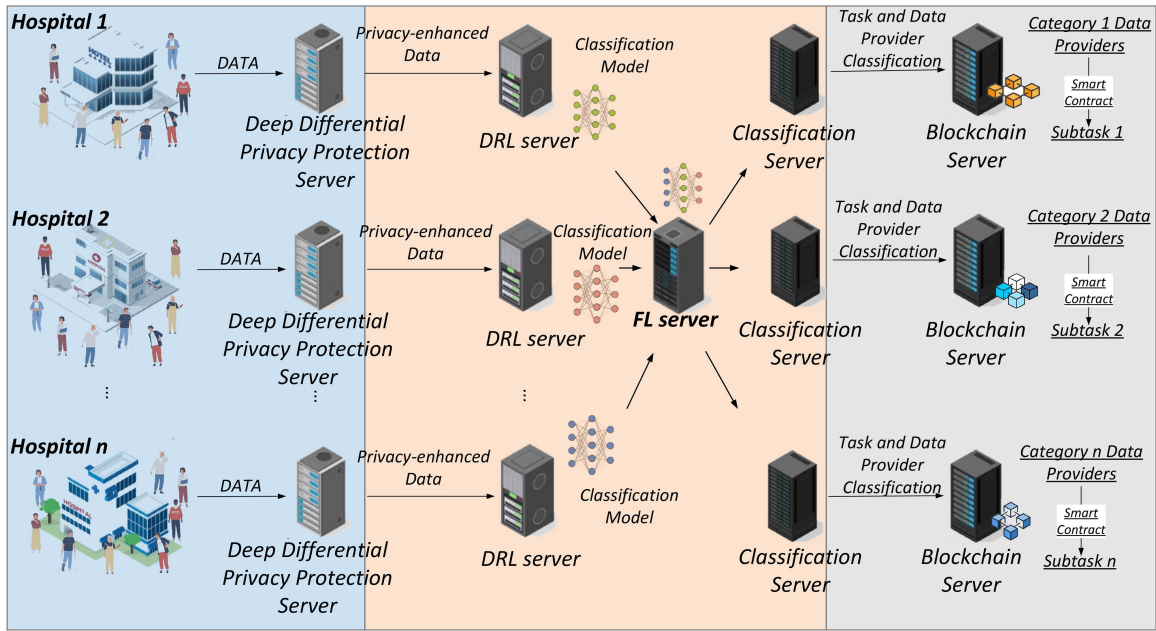 Hospital 1
DATA
Deep Differential
Privacy Protection
Server
Privacy-enhanced
Data
DRL server
Classification
Model
Classification
Server
Task and Data
Provider
Classification
Blockchain
Server
Category 1 Data
Providers
Smart
Contract
Subtask 1
Hospital 2
HOSPITAL
DATA
Deep Differential
Privacy Protection
Server
Privacy-enhanced
Data
DRL server
Classification
Model
FL server
Classification
Server
Task and Data
Provider
Classification
Blockchain
Server
Category 2 Data
Providers
Smart
Contract
Subtask 2
...
...
...
Hospital n
HOSPITAL
DATA
Deep Differential
Privacy Protection
Server
Privacy-enhanced
Data
DRL server
Classification
Model
Classification
Server
Task and Data
Provider
Classification
Blockchain
Server
Category n Data
Providers
Smart
Contract
Subtask n